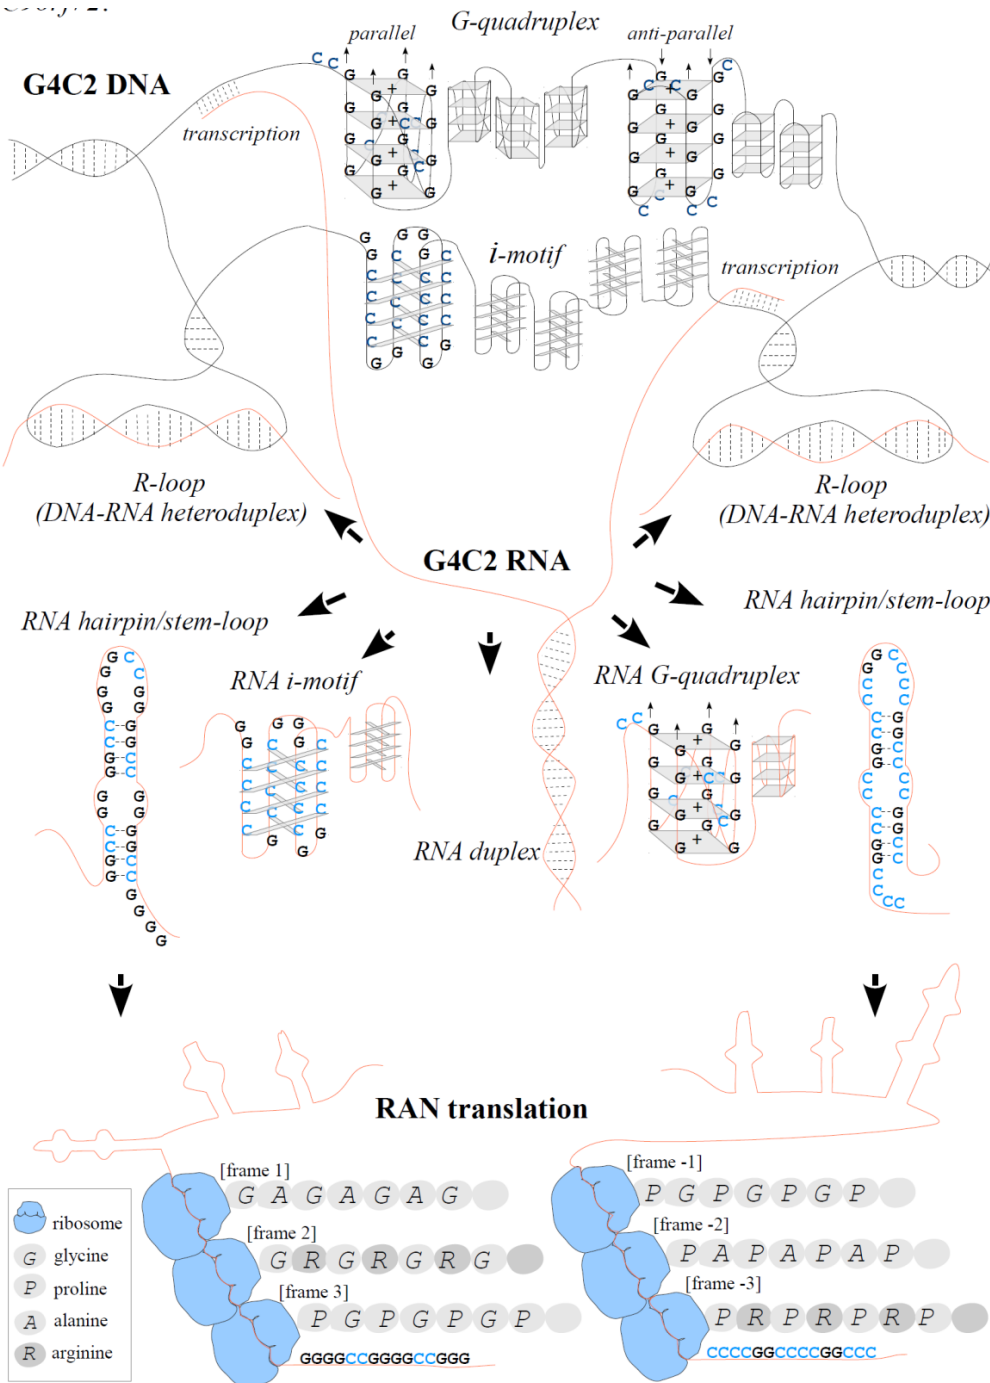 G-quadruplex
parallel
anti-parallel
G4C2 DNA
transcription
i-motif
transcription
R-loop
(DNA-RNA heteroduplex)
R-loop
(DNA-RNA heteroduplex)
G4C2 RNA
RNA hairpin/stem-loop
RNA hairpin/stem-loop
RNA i-motif
RNA G-quadruplex
RNA duplex
RAN translation
[frame 1]
G A G A G A G
[frame 2]
G R G R G R G
[frame 3]
P G P G P G P
GGGGCCGGGGCCGGG
[frame -1]
P G P G P G P
[frame -2]
P A P A P A P
[frame -3]
P R P R P R P
CCCCGGCCCCGGCCC
ribosome
G glycine
P proline
A alanine
R arginine